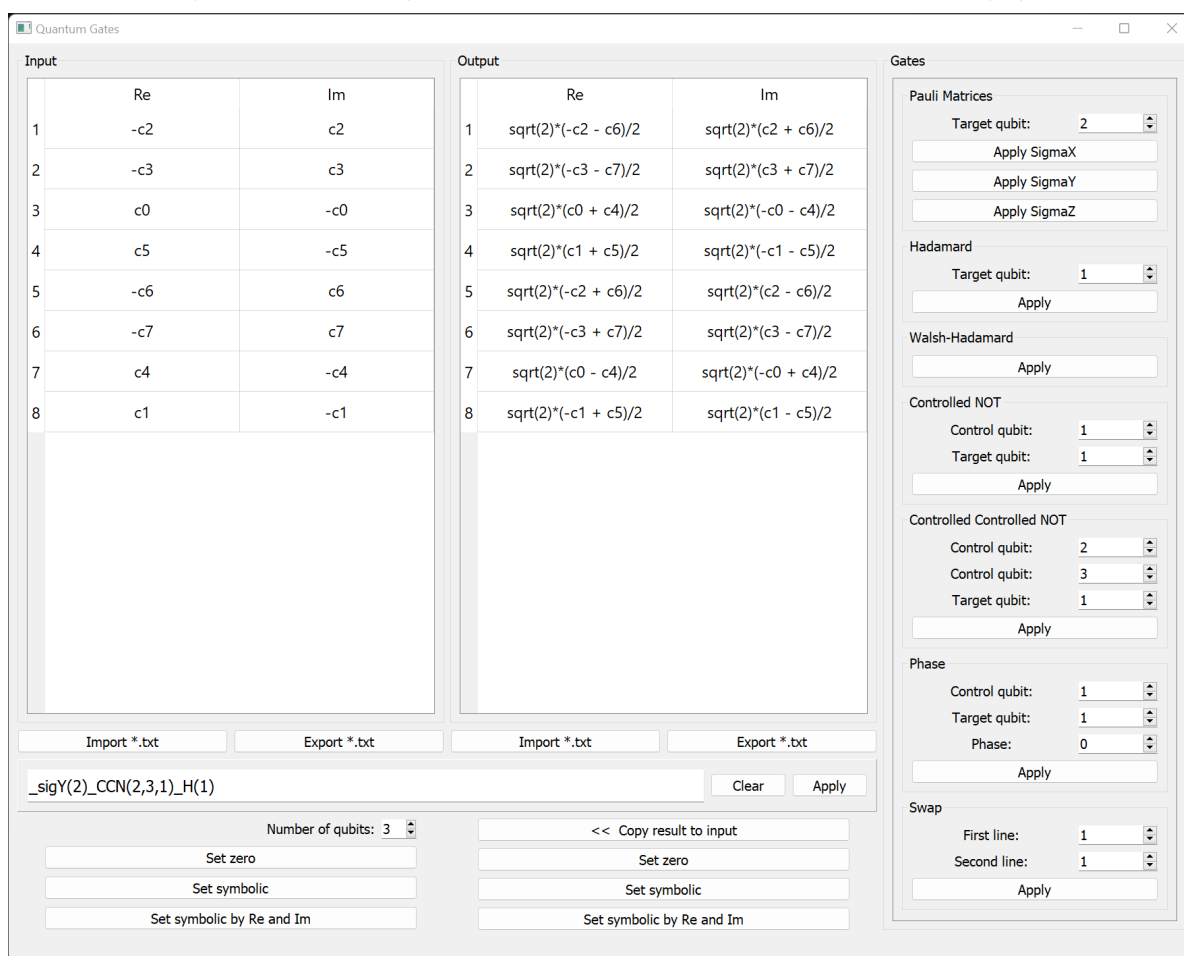 Quantum Gates
Input
Re Im
1 -c2 c2
2 -c3 c3
3 c0 -c0
4 c5 -c5
5 -c6 c6
6 -c7 c7
7 c4 -c4
8 c1 -c1
Import *.txt Export *.txt
Output
Re Im
1 sqrt(2)*(-c2 - c6)/2 sqrt(2)*(c2 + c6)/2
2 sqrt(2)*(-c3 - c7)/2 sqrt(2)*(c3 + c7)/2
3 sqrt(2)*(c0 + c4)/2 sqrt(2)*(-c0 - c4)/2
4 sqrt(2)*(c1 + c5)/2 sqrt(2)*(-c1 - c5)/2
5 sqrt(2)*(-c2 + c6)/2 sqrt(2)*(c2 - c6)/2
6 sqrt(2)*(-c3 + c7)/2 sqrt(2)*(c3 - c7)/2
7 sqrt(2)*(c0 - c4)/2 sqrt(2)*(-c0 + c4)/2
8 sqrt(2)*(-c1 + c5)/2 sqrt(2)*(c1 - c5)/2
Import *.txt Export *.txt
_sigY(2)_CCN(2,3,1)_H(1) Clear Apply
Number of qubits: 3
Set zero
Set symbolic
Set symbolic by Re and Im
<< Copy result to input
Set zero
Set symbolic
Set symbolic by Re and Im
Gates
Pauli Matrices
Target qubit: 2
Apply SigmaX
Apply SigmaY
Apply SigmaZ
Hadamard
Target qubit: 1
Apply
Walsh-Hadamard
Apply
Controlled NOT
Control qubit: 1
Target qubit: 1
Apply
Controlled Controlled NOT
Control qubit: 2
Control qubit: 3
Target qubit: 1
Apply
Phase
Control qubit: 1
Target qubit: 1
Phase: 0
Apply
Swap
First line: 1
Second line: 1
Apply